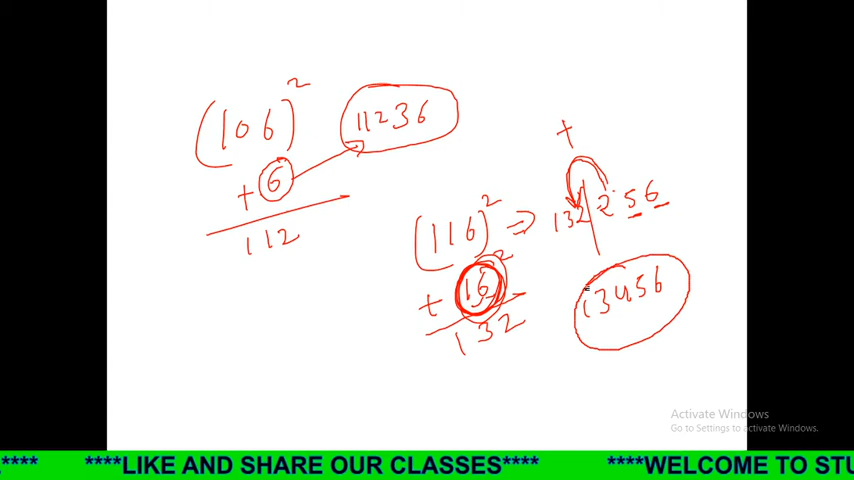 (106)²
11236
+ 6
112
(116)² ⇒ 132 | 256
+
+ 16²
132
13456
Activate Windows
Go to Settings to activate Windows.
.**** ****LIKE AND SHARE OUR CLASSES**** ****WELCOME TO STU